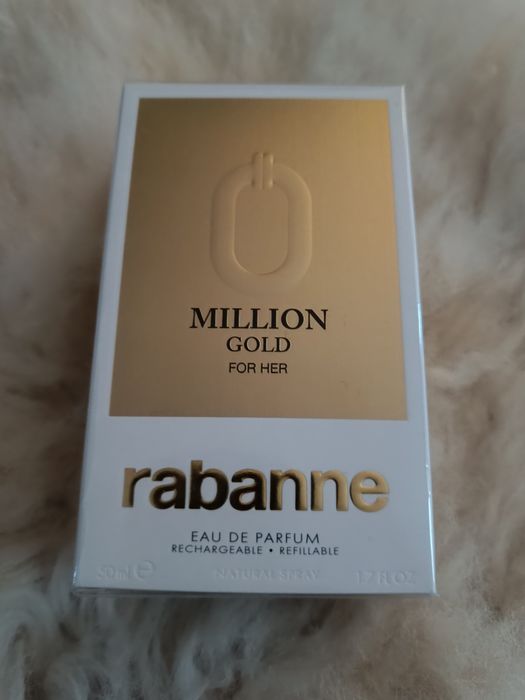 MILLION
GOLD
FOR HER
rabanne
EAU DE PARFUM
RECHARGEABLE • REFILLABLE
50ml ℮ NATURAL SPRAY 1.7 FL OZ